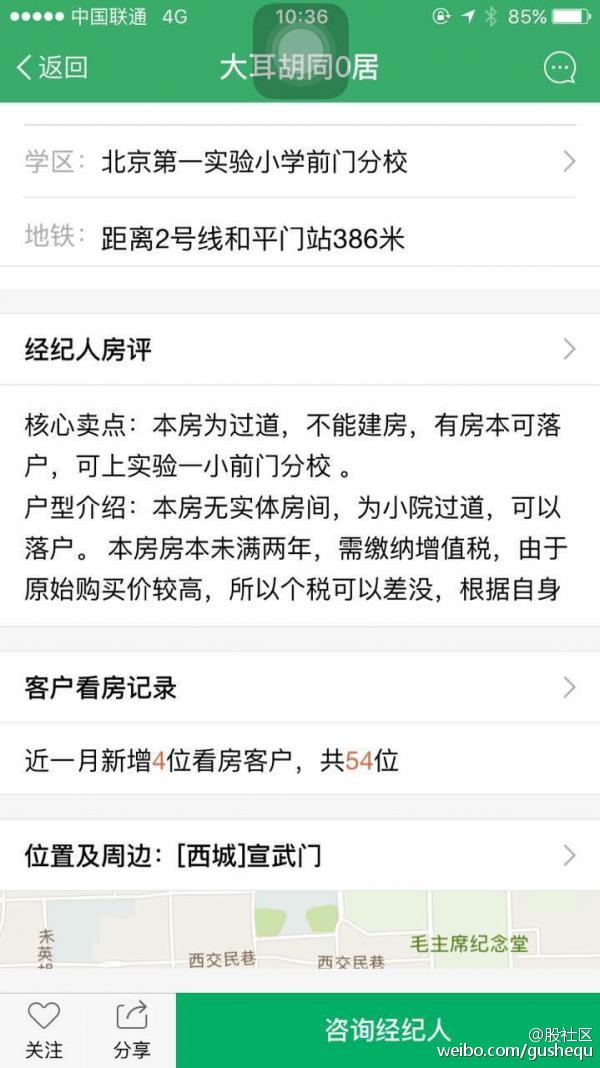 中国联通 4G 10:36 85%
返回 大耳胡同0居
学区: 北京第一实验小学前门分校
地铁: 距离2号线和平门站386米
经纪人房评
核心卖点：本房为过道，不能建房，有房本可落
户，可上实验一小前门分校 。
户型介绍：本房无实体房间，为小院过道，可以
落户。 本房房本未满两年，需缴纳增值税，由于
原始购买价较高，所以个税可以差没，根据自身
客户看房记录
近一月新增4位看房客户，共54位
位置及周边：[西城]宣武门
毛主席纪念堂
西交民巷
西交民巷
关注 分享 咨询经纪人
@股社区
weibo.com/gushequ